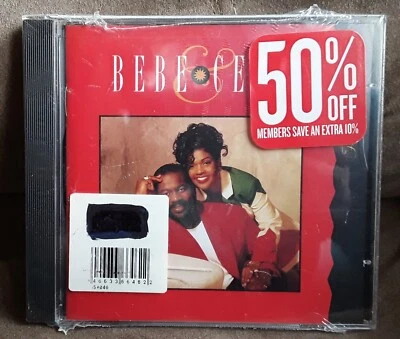 BEBE & CE
50% OFF
MEMBERS SAVE AN EXTRA 10%